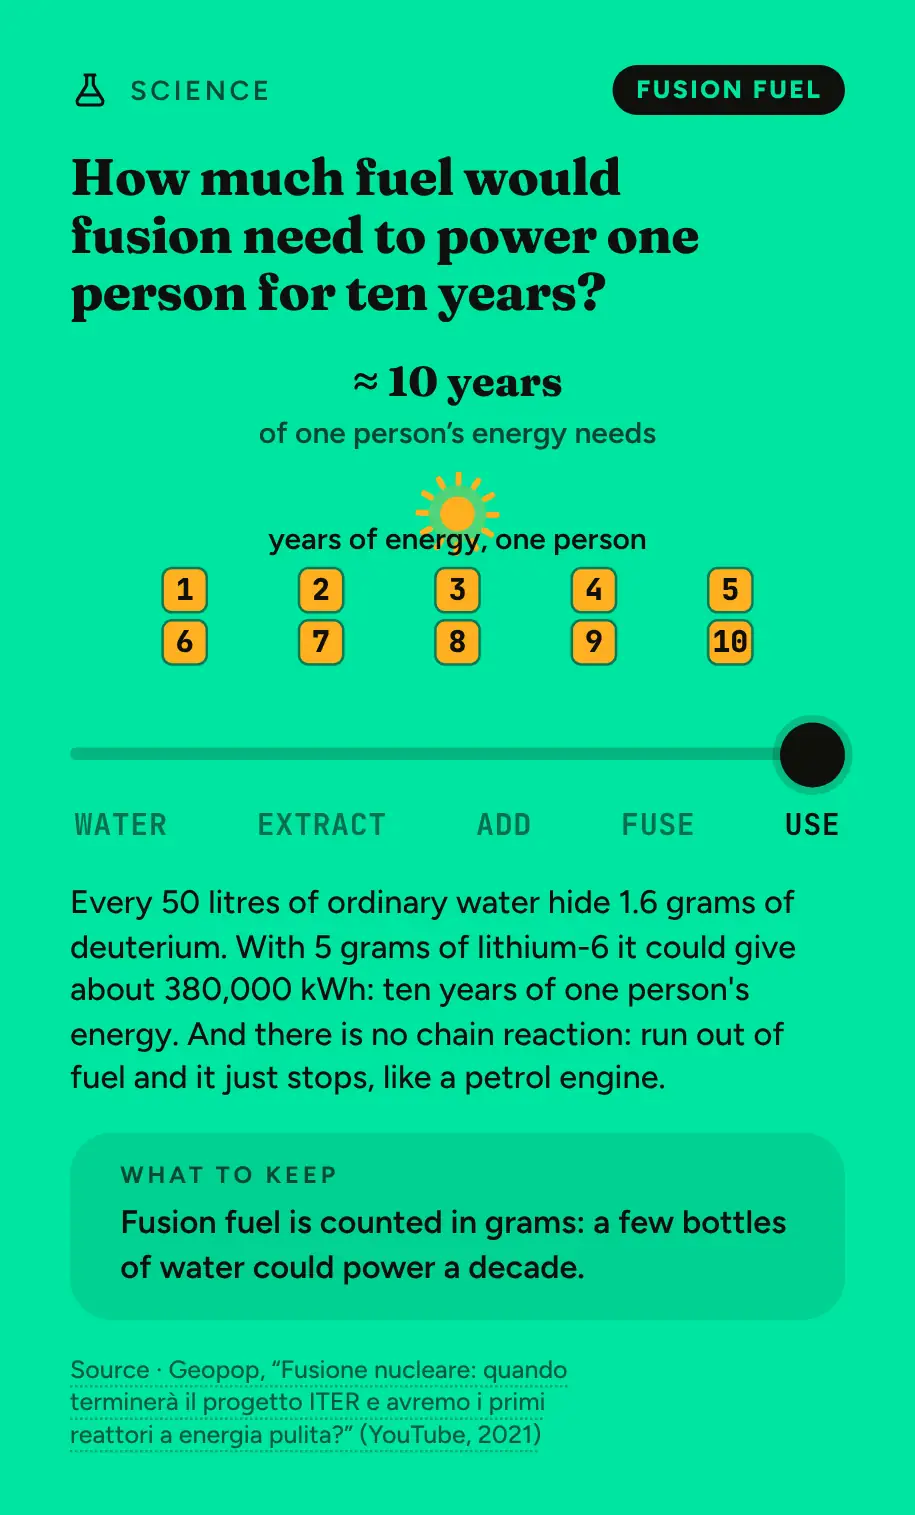 SCIENCE
FUSION FUEL
How much fuel would
fusion need to power one
person for ten years?
≈ 10 years
of one person’s energy needs
years of energy, one person
1 2 3 4 5
6 7 8 9 10
WATER EXTRACT ADD FUSE USE
Every 50 litres of ordinary water hide 1.6 grams of
deuterium. With 5 grams of lithium-6 it could give
about 380,000 kWh: ten years of one person's
energy. And there is no chain reaction: run out of
fuel and it just stops, like a petrol engine.
WHAT TO KEEP
Fusion fuel is counted in grams: a few bottles
of water could power a decade.
Source · Geopop, “Fusione nucleare: quando
terminerà il progetto ITER e avremo i primi
reattori a energia pulita?” (YouTube, 2021)